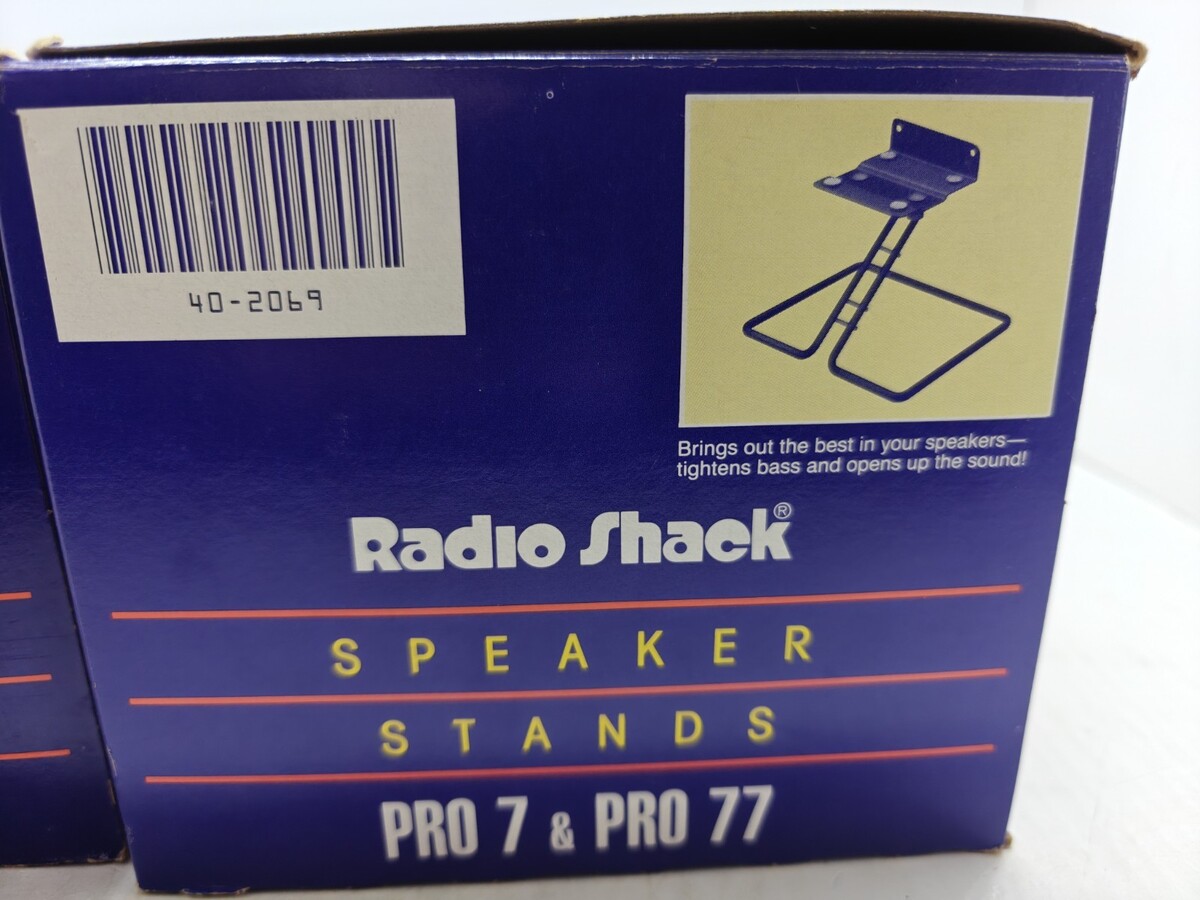 40-2069
Brings out the best in your speakers—
tightens bass and opens up the sound!
Radio Shack®
SPEAKER
STANDS
PRO 7 & PRO 77